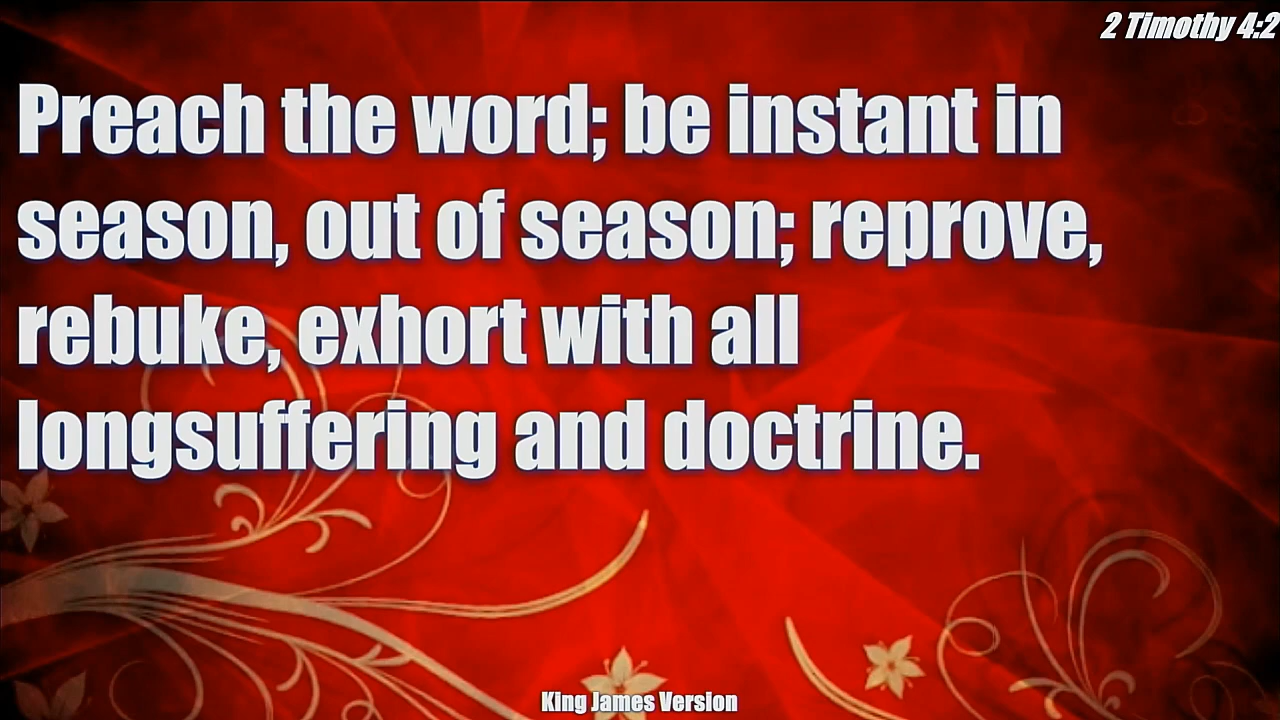 2 Timothy 4:2
Preach the word; be instant in
season, out of season; reprove,
rebuke, exhort with all
longsuffering and doctrine.
King James Version